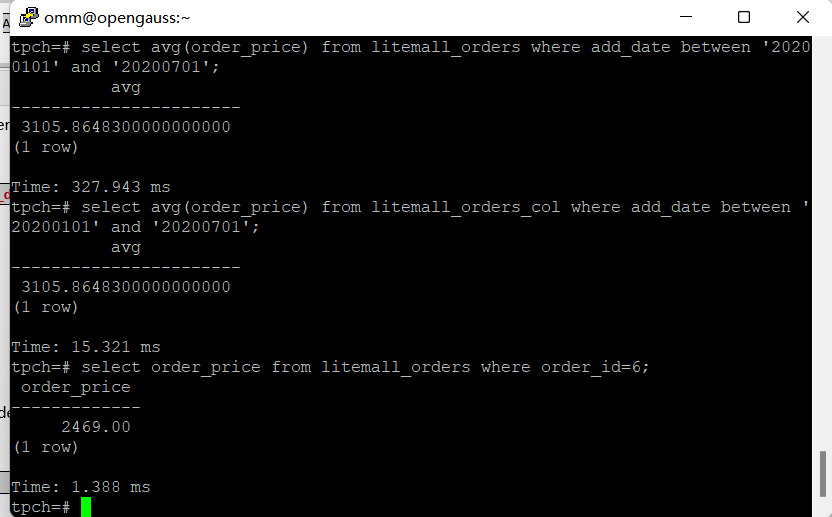 omm@opengauss:~
tpch=# select avg(order_price) from litemall_orders where add_date between '2020
0101' and '20200701';
avg
-----------------------
3105.8648300000000000
(1 row)
Time: 327.943 ms
tpch=# select avg(order_price) from litemall_orders_col where add_date between '
20200101' and '20200701';
avg
-----------------------
3105.8648300000000000
(1 row)
Time: 15.321 ms
tpch=# select order_price from litemall_orders where order_id=6;
order_price
-------------
2469.00
(1 row)
Time: 1.388 ms
tpch=#